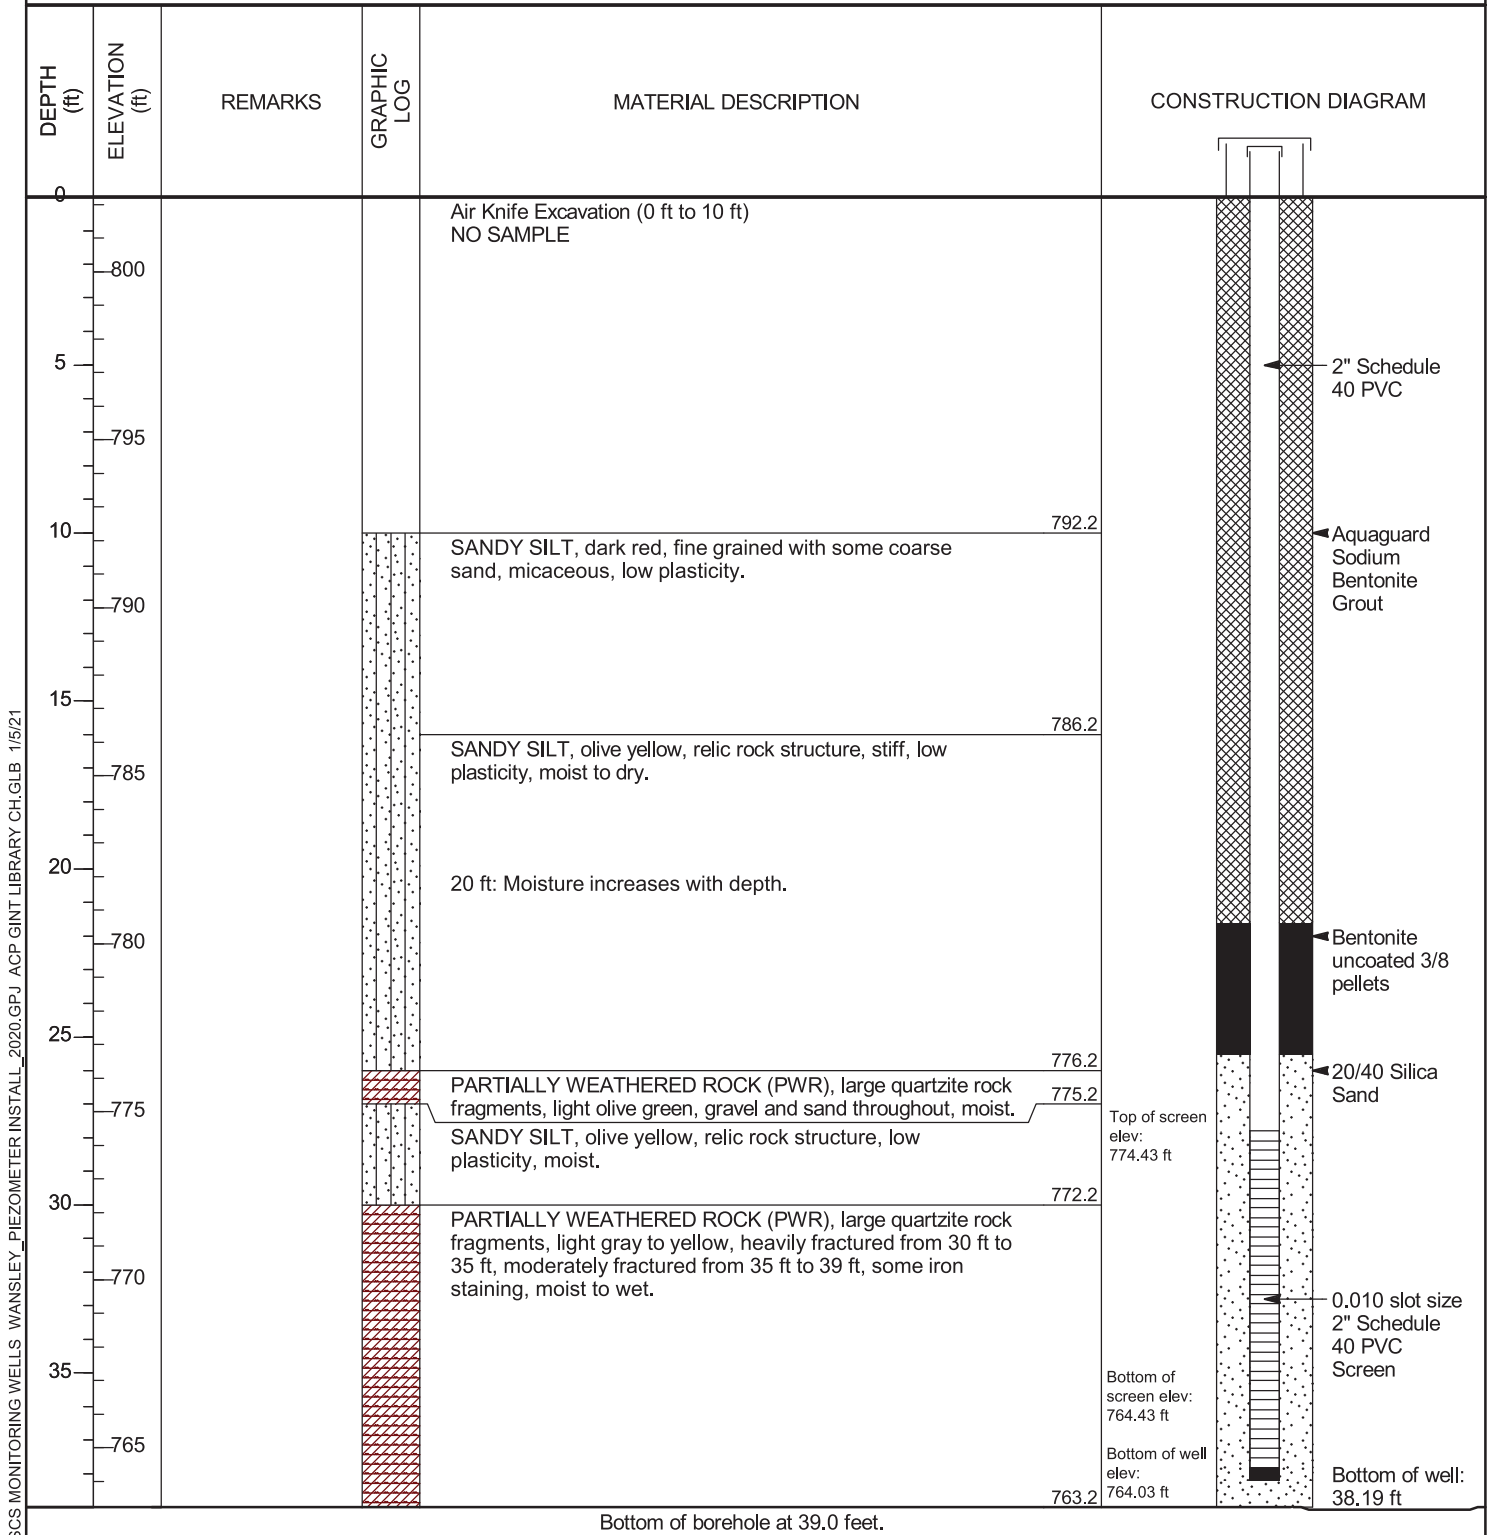 DEPTH
(ft)
ELEVATION
(ft)
REMARKS
GRAPHIC
LOG
MATERIAL DESCRIPTION
CONSTRUCTION DIAGRAM
0
Air Knife Excavation (0 ft to 10 ft)
NO SAMPLE
800
5
2" Schedule
40 PVC
795
10
792.2
SANDY SILT, dark red, fine grained with some coarse
sand, micaceous, low plasticity.
Aquaguard
Sodium
Bentonite
Grout
790
15
786.2
SANDY SILT, olive yellow, relic rock structure, stiff, low
plasticity, moist to dry.
785
20
20 ft: Moisture increases with depth.
780
Bentonite
uncoated 3/8
pellets
25
776.2
PARTIALLY WEATHERED ROCK (PWR), large quartzite rock
fragments, light olive green, gravel and sand throughout, moist.
775.2
20/40 Silica
Sand
775
Top of screen
elev:
774.43 ft
SANDY SILT, olive yellow, relic rock structure, low
plasticity, moist.
30
772.2
PARTIALLY WEATHERED ROCK (PWR), large quartzite rock
fragments, light gray to yellow, heavily fractured from 30 ft to
35 ft, moderately fractured from 35 ft to 39 ft, some iron
staining, moist to wet.
770
0.010 slot size
2" Schedule
40 PVC
Screen
35
Bottom of
screen elev:
764.43 ft
765
Bottom of well
elev:
764.03 ft
Bottom of well:
38.19 ft
763.2
Bottom of borehole at 39.0 feet.
SCS MONITORING WELLS WANSLEY_PIEZOMETER INSTALL_2020.GPJ ACP GINT LIBRARY CH.GLB 1/5/21